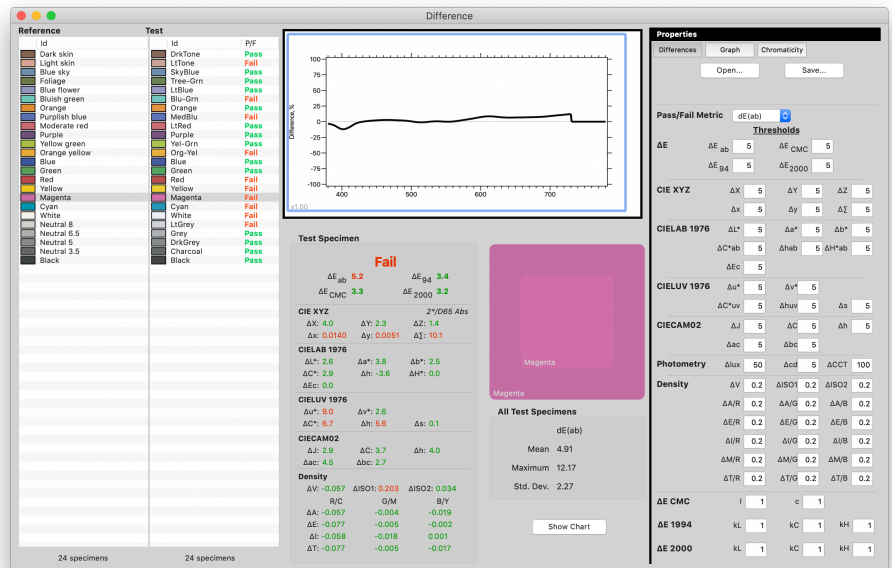 Difference
Reference Test
Id Id P/F
Dark skin DrkTone Pass
Light skin LtTone Fail
Blue sky SkyBlue Pass
Foliage Tree-Grn Pass
Blue flower LtBlue Pass
Bluish green Blu-Grn Fail
Orange Orange Pass
Purplish blue MedBlu Fail
Moderate red LtRed Pass
Purple Purple Pass
Yellow green Yel-Grn Pass
Orange yellow Org-Yel Fail
Blue Blue Pass
Green Green Pass
Red Red Fail
Yellow Yellow Fail
Magenta Magenta Fail
Cyan Cyan Fail
White White Fail
Neutral 8 LtGrey Fail
Neutral 6.5 Grey Pass
Neutral 5 DrkGrey Pass
Neutral 3.5 Charcoal Pass
Black Black Pass
24 specimens 24 specimens
Difference, %
100
75
50
25
0
-25
-50
-75
-100
400 500 600 700
x1.00
Test Specimen
Fail
ΔE ab 5.2 ΔE 94 3.4
ΔE CMC 3.3 ΔE 2000 3.2
CIE XYZ 2°/D65 Abs
ΔX: 4.0 ΔY: 2.3 ΔZ: 1.4
Δx: 0.0140 Δy: 0.0051 Δ∑: 10.1
CIELAB 1976
ΔL*: 2.6 Δa*: 3.8 Δb*: 2.5
ΔC*: 2.9 Δh: -3.6 ΔH*: 0.0
ΔEc: 0.0
CIELUV 1976
Δu*: 9.0 Δv*: 2.6
ΔC*: 6.7 Δh: 5.6 Δs: 0.1
CIECAM02
ΔJ: 2.9 ΔC: 3.7 Δh: 4.0
Δac: 4.5 Δbc: 2.7
Density
ΔV: -0.057 ΔISO1: 0.203 ΔISO2: 0.034
R/C G/M B/Y
ΔA: -0.057 -0.004 -0.019
ΔE: -0.077 -0.005 -0.002
ΔI: -0.058 -0.018 0.001
ΔT: -0.077 -0.005 -0.017
Magenta
Magenta
All Test Specimens
dE(ab)
Mean 4.91
Maximum 12.17
Std. Dev. 2.27
Show Chart
Properties
Differences Graph Chromaticity
Open... Save...
Pass/Fail Metric dE(ab)
Thresholds
ΔE ΔE ab 5 ΔE CMC 5
ΔE 94 5 ΔE 2000 5
CIE XYZ ΔX 5 ΔY 5 ΔZ 5
Δx 5 Δy 5 Δ∑ 5
CIELAB 1976 ΔL* 5 Δa* 5 Δb* 5
ΔC*ab 5 Δhab 5 ΔH*ab 5
ΔEc 5
CIELUV 1976 Δu* 5 Δv* 5
ΔC*uv 5 Δhuv 5 Δs 5
CIECAM02 ΔJ 5 ΔC 5 Δh 5
Δac 5 Δbc 5
Photometry Δlux 50 Δcd 5 ΔCCT 100
Density ΔV 0.2 ΔISO1 0.2 ΔISO2 0.2
ΔA/R 0.2 ΔA/G 0.2 ΔA/B 0.2
ΔE/R 0.2 ΔE/G 0.2 ΔE/B 0.2
ΔI/R 0.2 ΔI/G 0.2 ΔI/B 0.2
ΔM/R 0.2 ΔM/G 0.2 ΔM/B 0.2
ΔT/R 0.2 ΔT/G 0.2 ΔT/B 0.2
ΔE CMC l 1 c 1
ΔE 1994 kL 1 kC 1 kH 1
ΔE 2000 kL 1 kC 1 kH 1